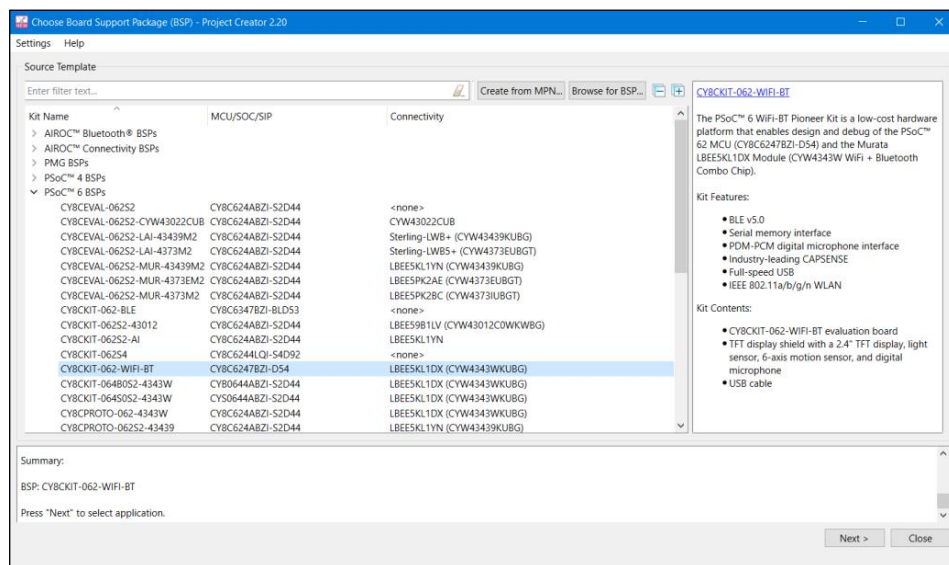 Choose Board Support Package (BSP) - Project Creator 2.20
Settings Help
Source Template
Enter filter text...
Create from MPN... Browse for BSP...
Kit Name MCU/SOC/SIP Connectivity
AIROC™ Bluetooth® BSPs
AIROC™ Connectivity BSPs
PMG BSPs
PSoC™ 4 BSPs
PSoC™ 6 BSPs
CY8CEVAL-062S2 CY8C624ABZI-S2D44 <none>
CY8CEVAL-062S2-CYW43022CUB CY8C624ABZI-S2D44 CYW43022CUB
CY8CEVAL-062S2-LAI-43439M2 CY8C624ABZI-S2D44 Sterling-LWB+ (CYW43439KUBG)
CY8CEVAL-062S2-LAI-4373M2 CY8C624ABZI-S2D44 Sterling-LWB5+ (CYW4373EUBGT)
CY8CEVAL-062S2-MUR-43439M2 CY8C624ABZI-S2D44 LBEE5KL1YN (CYW43439KUBG)
CY8CEVAL-062S2-MUR-4373EM2 CY8C624ABZI-S2D44 LBEE5PK2AE (CYW4373EUBGT)
CY8CEVAL-062S2-MUR-4373M2 CY8C624ABZI-S2D44 LBEE5PK2BC (CYW4373IUBGT)
CY8CKIT-062-BLE CY8C6347BZI-BLD53 <none>
CY8CKIT-062S2-43012 CY8C624ABZI-S2D44 LBEE59B1LV (CYW43012C0WKWBG)
CY8CKIT-062S2-AI CY8C624ABZI-S2D44 LBEE5KL1YN
CY8CKIT-062S4 CY8C6244LQI-S4D92 <none>
CY8CKIT-062-WIFI-BT CY8C6247BZI-D54 LBEE5KL1DX (CYW4343WKUBG)
CY8CKIT-064B0S2-4343W CYB0644ABZI-S2D44 LBEE5KL1DX (CYW4343WKUBG)
CY8CKIT-064S0S2-4343W CYS0644ABZI-S2D44 LBEE5KL1DX (CYW4343WKUBG)
CY8CPROTO-062-4343W CY8C624ABZI-S2D44 LBEE5KL1DX (CYW4343WKUBG)
CY8CPROTO-062S2-43439 CY8C624ABZI-S2D44 LBEE5KL1YN (CYW43439KUBG)
CY8CKIT-062-WIFI-BT
The PSoC™ 6 WiFi-BT Pioneer Kit is a low-cost hardware
platform that enables design and debug of the PSoC™
62 MCU (CY8C6247BZI-D54) and the Murata
LBEE5KL1DX Module (CYW4343W WiFi + Bluetooth
Combo Chip).
Kit Features:
• BLE v5.0
• Serial memory interface
• PDM-PCM digital microphone interface
• Industry-leading CAPSENSE
• Full-speed USB
• IEEE 802.11a/b/g/n WLAN
Kit Contents:
• CY8CKIT-062-WIFI-BT evaluation board
• TFT display shield with a 2.4" TFT display, light
sensor, 6-axis motion sensor, and digital
microphone
• USB cable
Summary:
BSP: CY8CKIT-062-WIFI-BT
Press "Next" to select application.
Next > Close